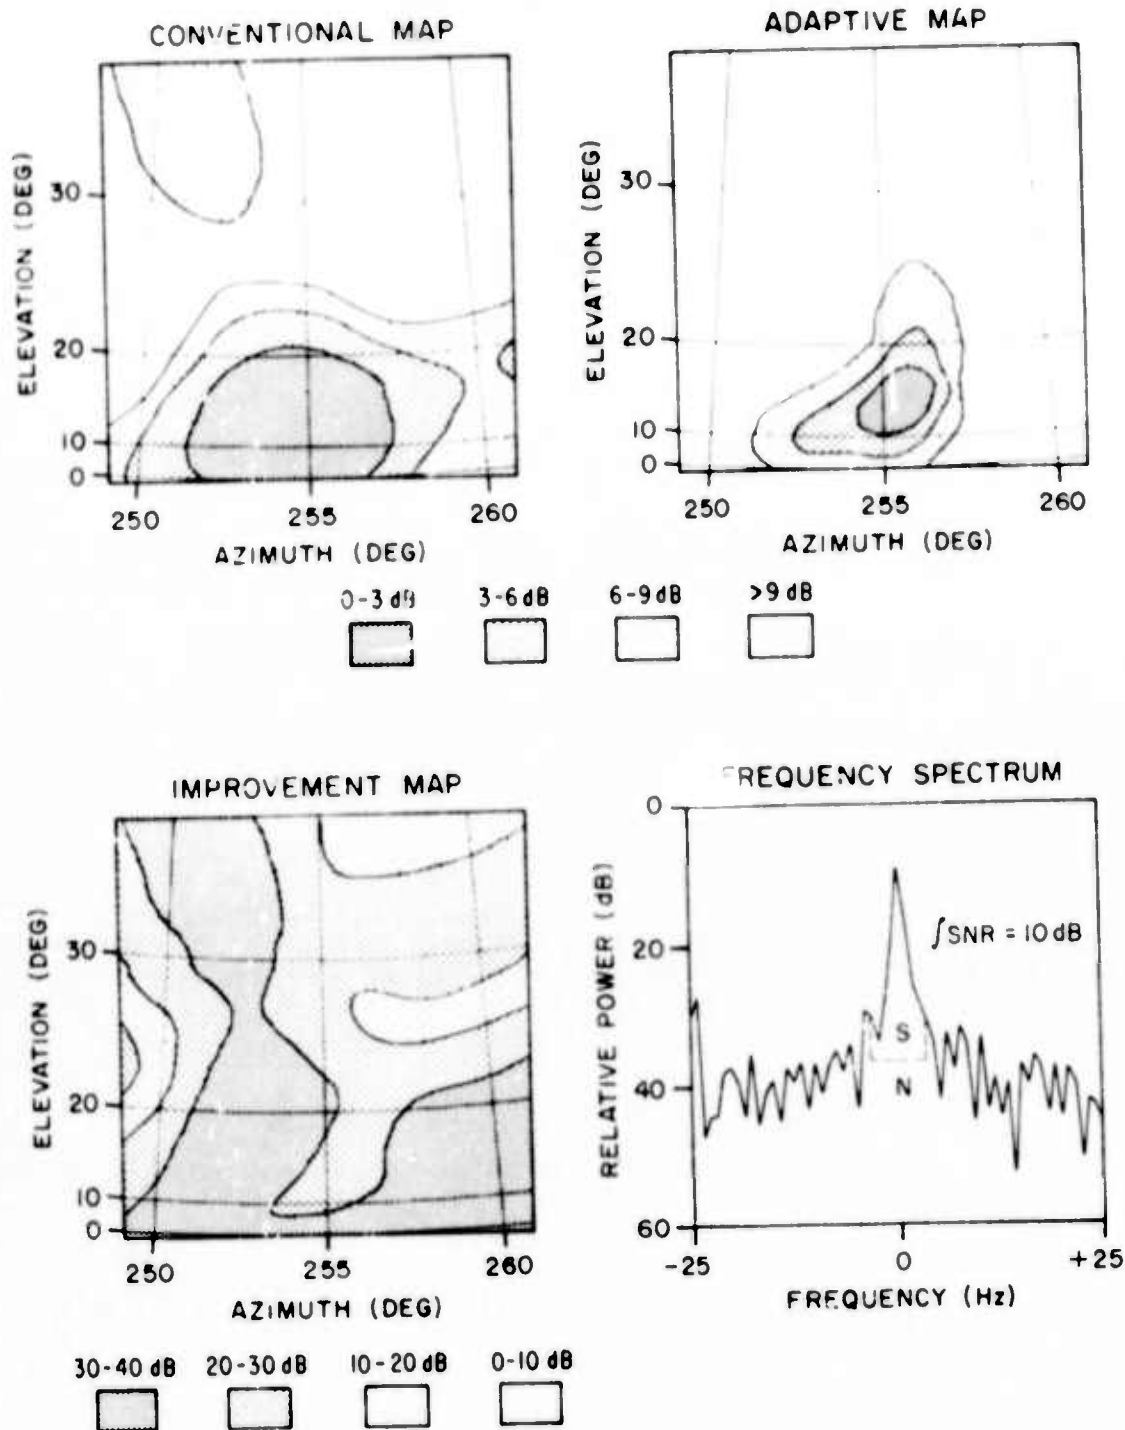 CONVENTIONAL MAP
ELEVATION (DEG)
30
20
10
0
250
255
260
AZIMUTH (DEG)
ADAPTIVE MAP
ELEVATION (DEG)
30
20
10
0
250
255
260
AZIMUTH (DEG)
0-3 dB
3-6 dB
6-9 dB
>9 dB
IMPROVEMENT MAP
ELEVATION (DEG)
30
20
10
0
250
255
260
AZIMUTH (DEG)
30-40 dB
20-30 dB
10-20 dB
0-10 dB
FREQUENCY SPECTRUM
RELATIVE POWER (dB)
0
20
40
60
∫SNR = 10 dB
S
N
-25
0
+25
FREQUENCY (Hz)